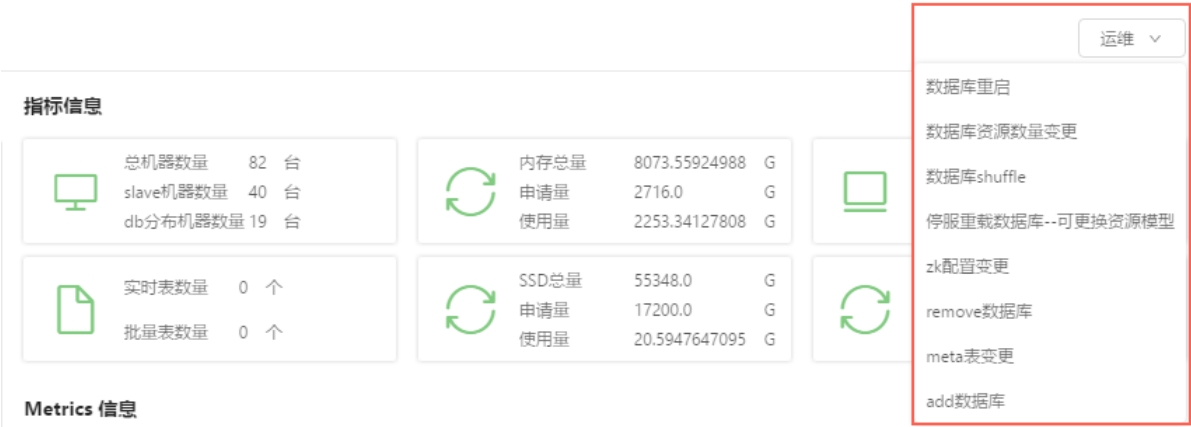 运维
指标信息
总机器数量 82 台
slave机器数量 40 台
db分布机器数量 19 台
内存总量 8073.55924988 G
申请量 2716.0 G
使用量 2253.34127808 G
实时表数量 0 个
批量表数量 0 个
SSD总量 55348.0 G
申请量 17200.0 G
使用量 20.5947647095 G
Metrics 信息
数据库重启
数据库资源数量变更
数据库shuffle
停服重载数据库--可更换资源模型
zk配置变更
remove数据库
meta表变更
add数据库